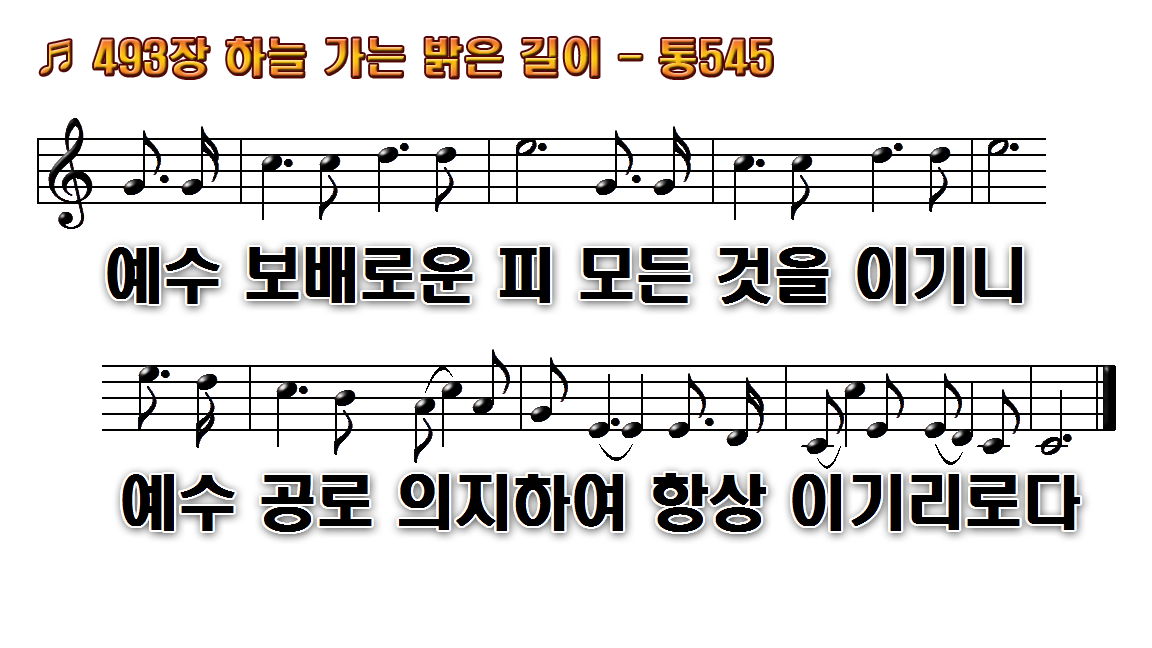 ♬ 493장 하늘 가는 밝은 길이 - 통545
예수 보배로운 피 모든 것을 이기니
예수 공로 의지하여 항상 이기리로다